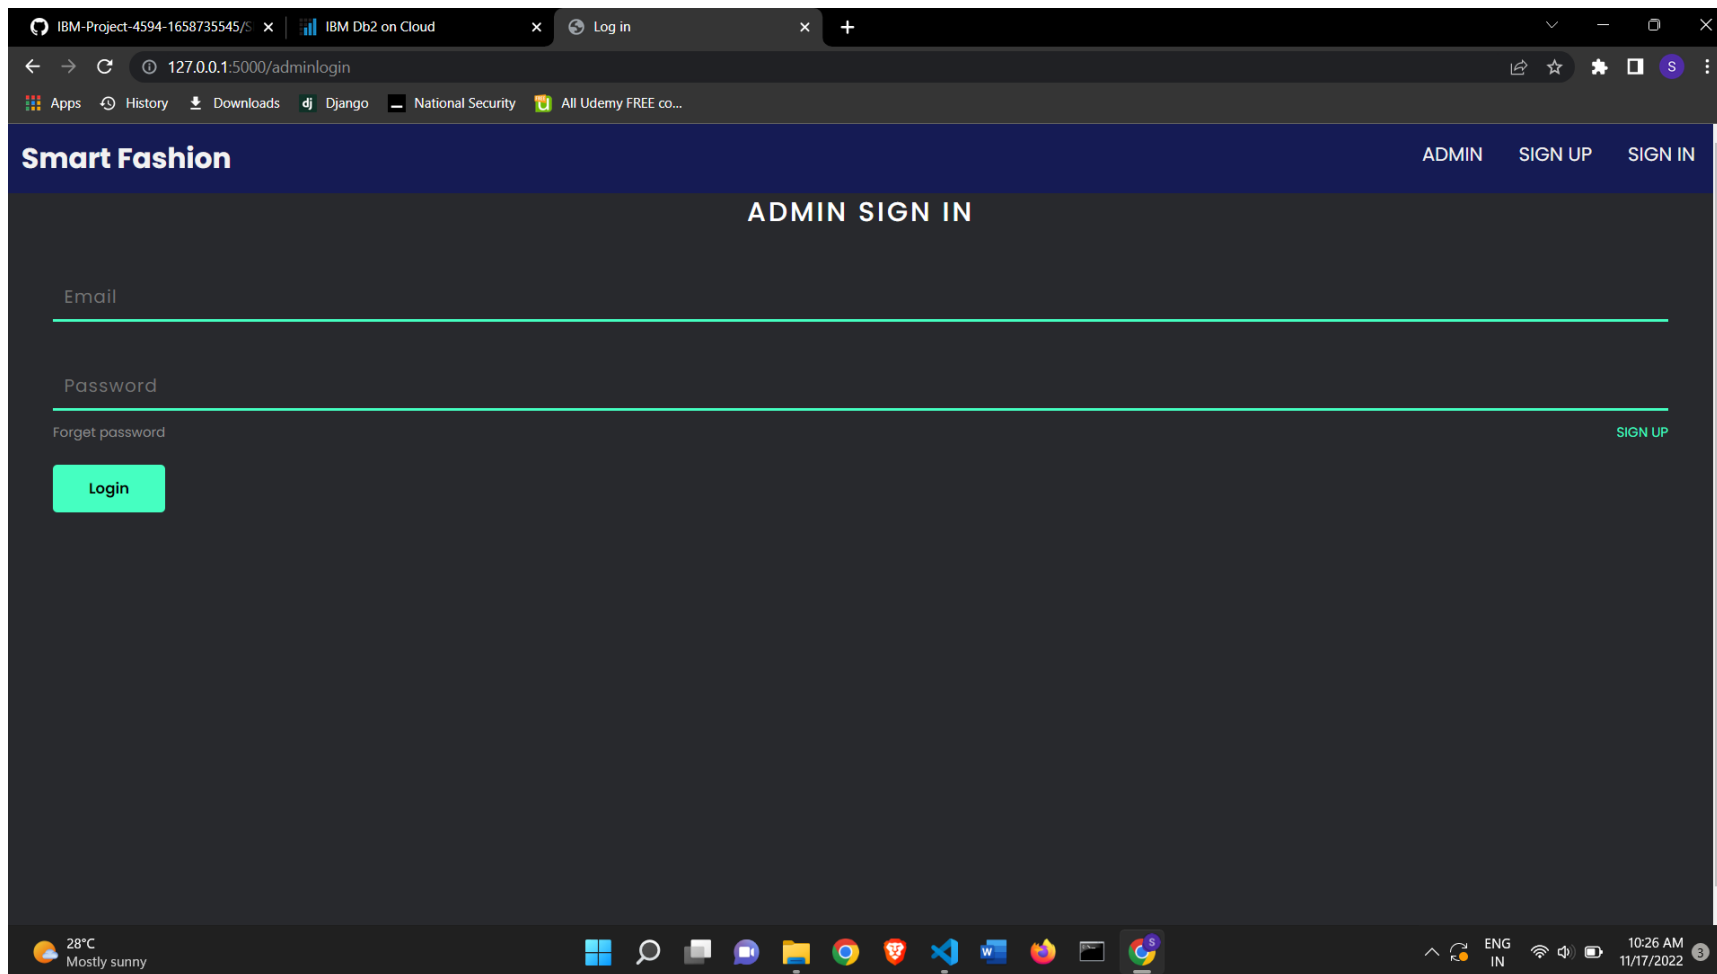 IBM-Project-4594-1658735545/S
IBM Db2 on Cloud
Log in
127.0.0.1:5000/adminlogin
S
Apps
History
Downloads
dj Django
National Security
All Udemy FREE co...
Smart Fashion
ADMIN
SIGN UP
SIGN IN
ADMIN SIGN IN
Email
Password
Forget password
SIGN UP
Login
28°C
Mostly sunny
S
ENG
IN
10:26 AM
11/17/2022
3